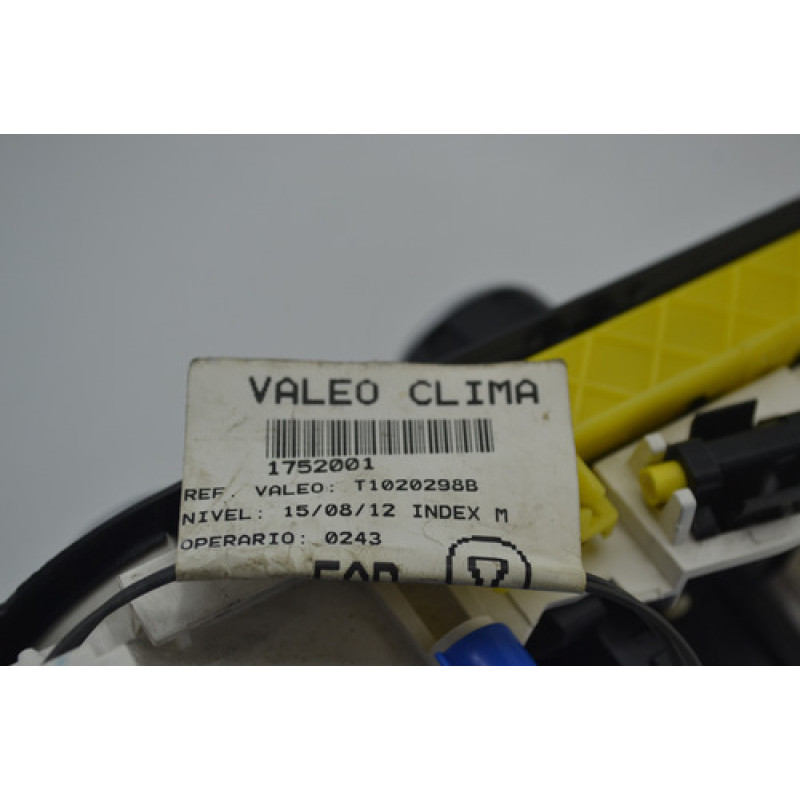 VALEO CLIMA
1752001
REF. VALEO: T1020298B
NIVEL: 15/08/12 INDEX M
OPERARIO: 0243